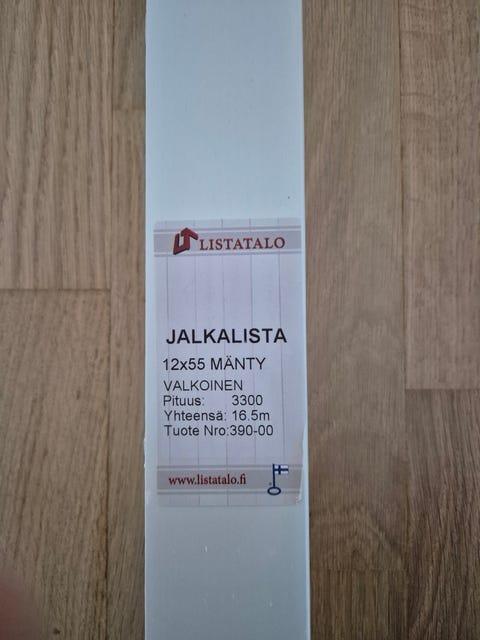 LISTATALO
JALKALISTA
12x55 MÄNTY
VALKOINEN
Pituus: 3300
Yhteensä: 16.5m
Tuote Nro:390-00
www.listatalo.fi